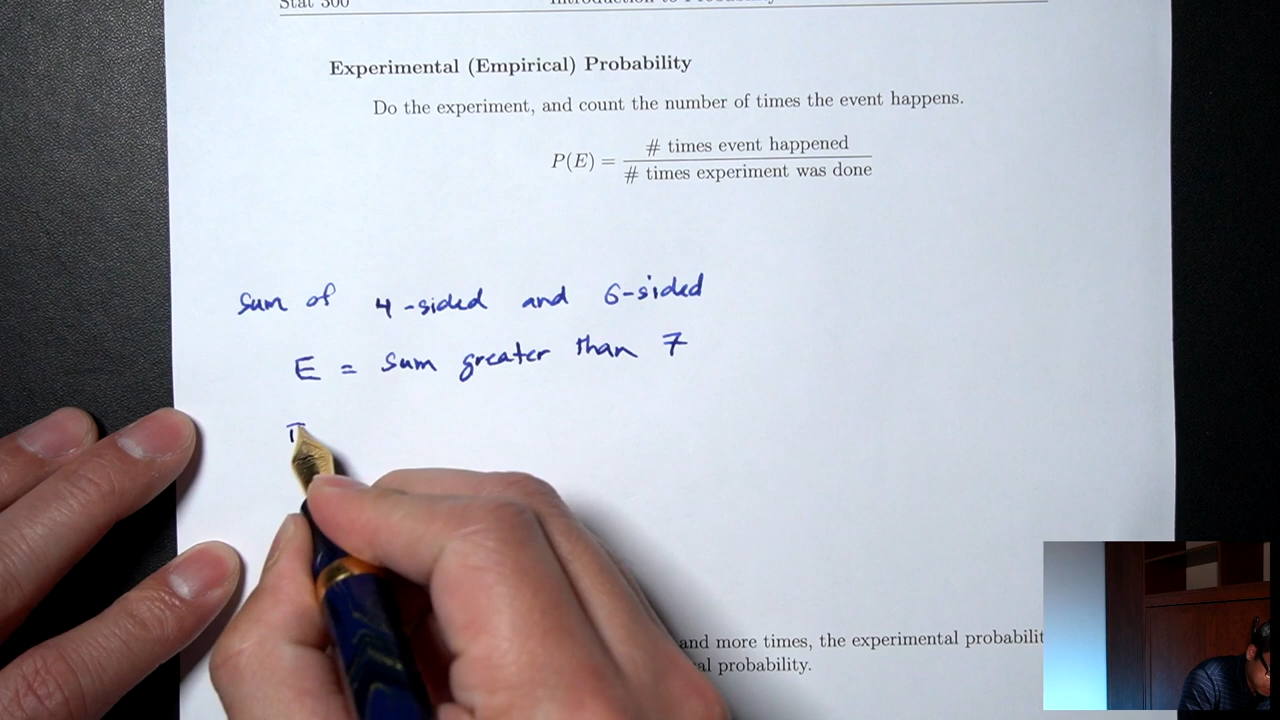 Stat 300
Experimental (Empirical) Probability
Do the experiment, and count the number of times the event happens.
P(E) = # times event happened
# times experiment was done
sum of 4-sided and 6-sided
E = sum greater than 7
and more times, the experimental probabilit
al probability.